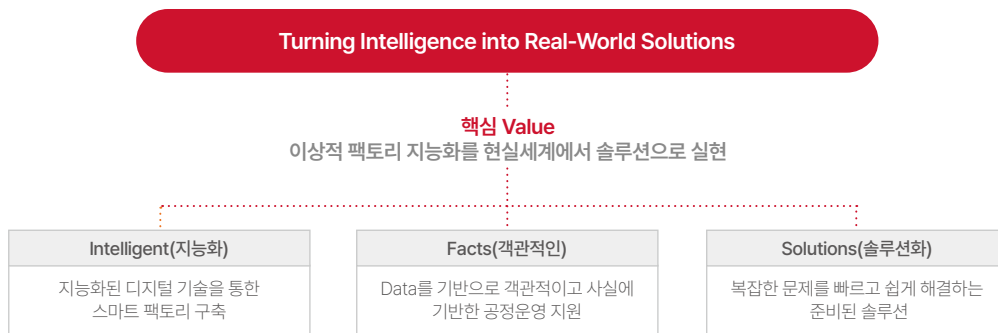 Turning Intelligence into Real-World Solutions
핵심 Value
이상적 팩토리 지능화를 현실세계에서 솔루션으로 실현
Intelligent(지능화)
지능화된 디지털 기술을 통한
스마트 팩토리 구축
Facts(객관적인)
Data를 기반으로 객관적이고 사실에
기반한 공정운영 지원
Solutions(솔루션화)
복잡한 문제를 빠르고 쉽게 해결하는
준비된 솔루션